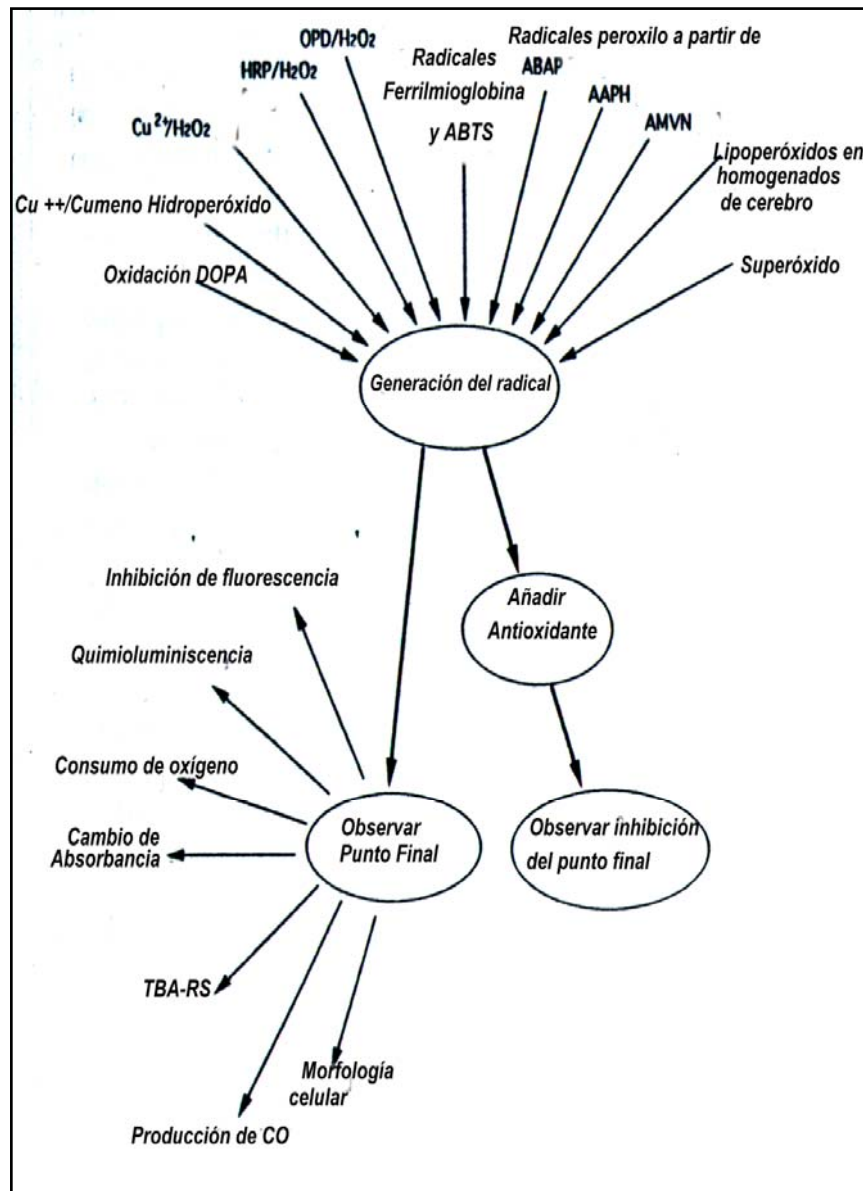 OPD/H2O2
HRP/H2O2
Cu 2+/H2O2
Cu ++/Cumeno Hidroperóxido
Oxidación DOPA
Radicales
Ferrilmioglobina
y ABTS
Radicales peroxilo a partir de
ABAP
AAPH
AMVN
Lipoperóxidos en
homogenados
de cerebro
Superóxido
Generación del radical
Añadir
Antioxidante
Observar inhibición
del punto final
Observar
Punto Final
Inhibición de fluorescencia
Quimioluminiscencia
Consumo de oxígeno
Cambio de
Absorbancia
TBA-RS
Producción de CO
Morfología
celular